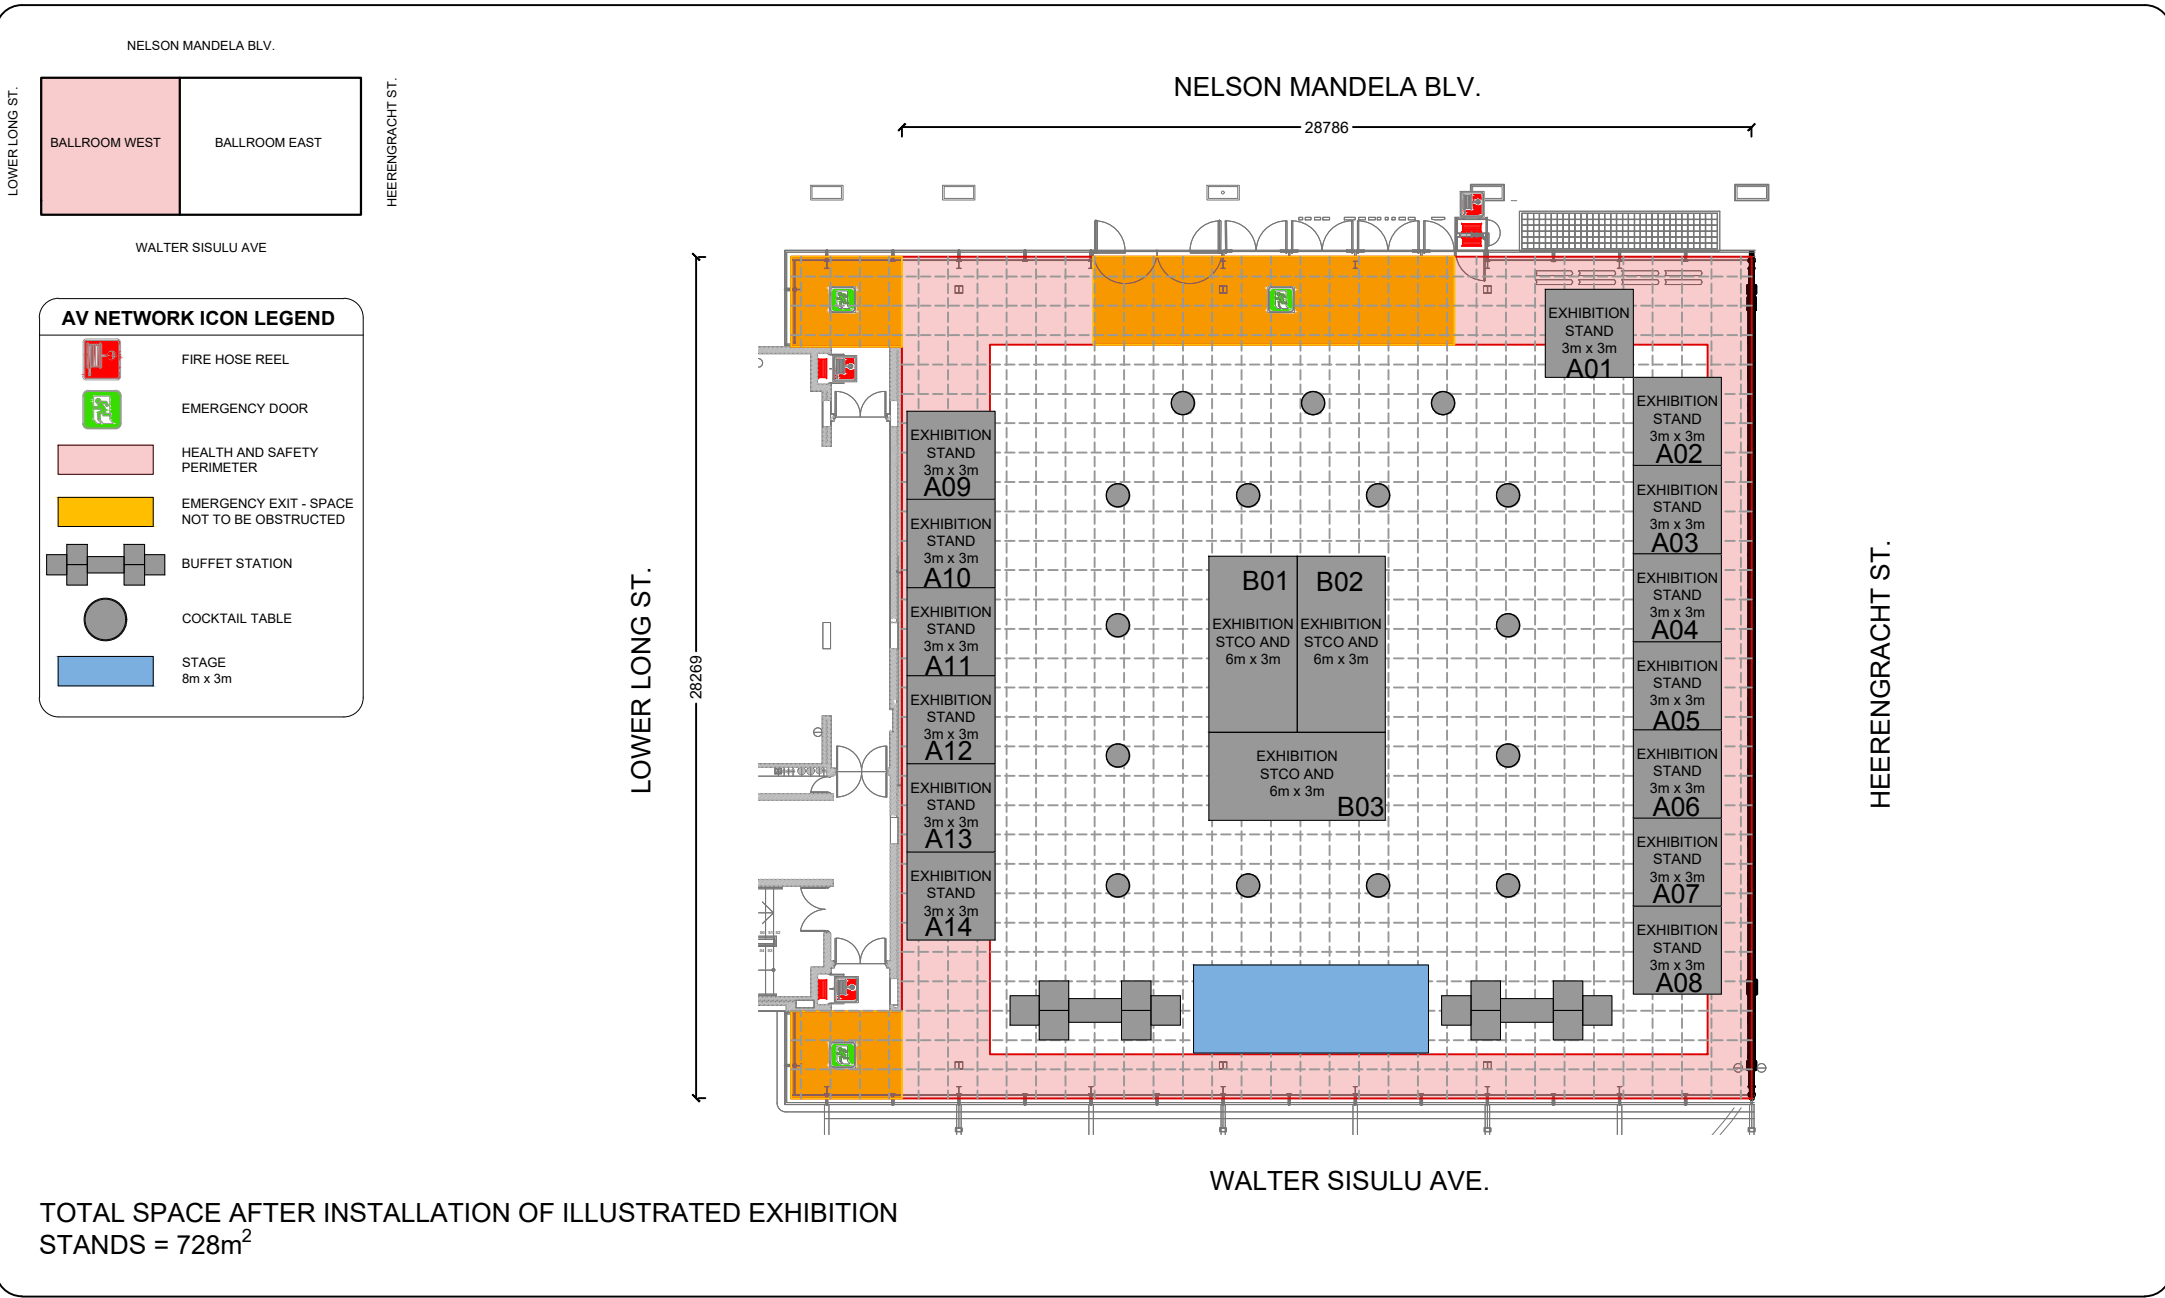 NELSON MANDELA BLV.
LOWER LONG ST.
BALLROOM WEST
BALLROOM EAST
HEERENGRACHT ST.
WALTER SISULU AVE
AV NETWORK ICON LEGEND
FIRE HOSE REEL
EMERGENCY DOOR
HEALTH AND SAFETY
PERIMETER
EMERGENCY EXIT - SPACE
NOT TO BE OBSTRUCTED
BUFFET STATION
COCKTAIL TABLE
STAGE
8m x 3m
NELSON MANDELA BLV.
28786
LOWER LONG ST.
28269
EXHIBITION
STAND
3m x 3m
A01
EXHIBITION
STAND
3m x 3m
A02
EXHIBITION
STAND
3m x 3m
A03
EXHIBITION
STAND
3m x 3m
A04
EXHIBITION
STAND
3m x 3m
A05
EXHIBITION
STAND
3m x 3m
A06
EXHIBITION
STAND
3m x 3m
A07
EXHIBITION
STAND
3m x 3m
A08
EXHIBITION
STAND
3m x 3m
A09
EXHIBITION
STAND
3m x 3m
A10
EXHIBITION
STAND
3m x 3m
A11
EXHIBITION
STAND
3m x 3m
A12
EXHIBITION
STAND
3m x 3m
A13
EXHIBITION
STAND
3m x 3m
A14
B01
EXHIBITION
STCO AND
6m x 3m
B02
EXHIBITION
STCO AND
6m x 3m
EXHIBITION
STCO AND
6m x 3m
B03
HEERENGRACHT ST.
WALTER SISULU AVE.
TOTAL SPACE AFTER INSTALLATION OF ILLUSTRATED EXHIBITION
STANDS = 728m²